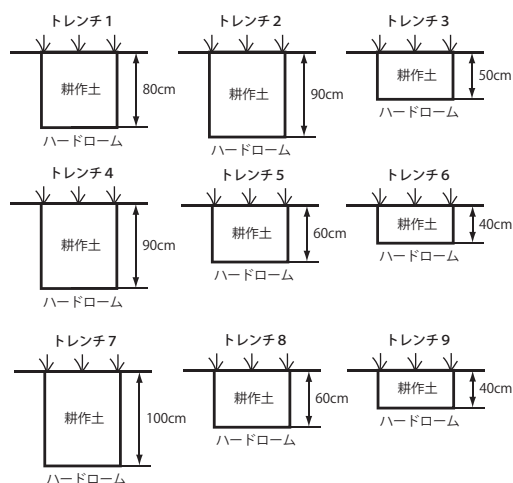 トレンチ1
耕作土
80cm
ハードローム
トレンチ2
耕作土
90cm
ハードローム
トレンチ3
耕作土
50cm
ハードローム
トレンチ4
耕作土
90cm
ハードローム
トレンチ5
耕作土
60cm
ハードローム
トレンチ6
耕作土
40cm
ハードローム
トレンチ7
耕作土
100cm
ハードローム
トレンチ8
耕作土
60cm
ハードローム
トレンチ9
耕作土
40cm
ハードローム